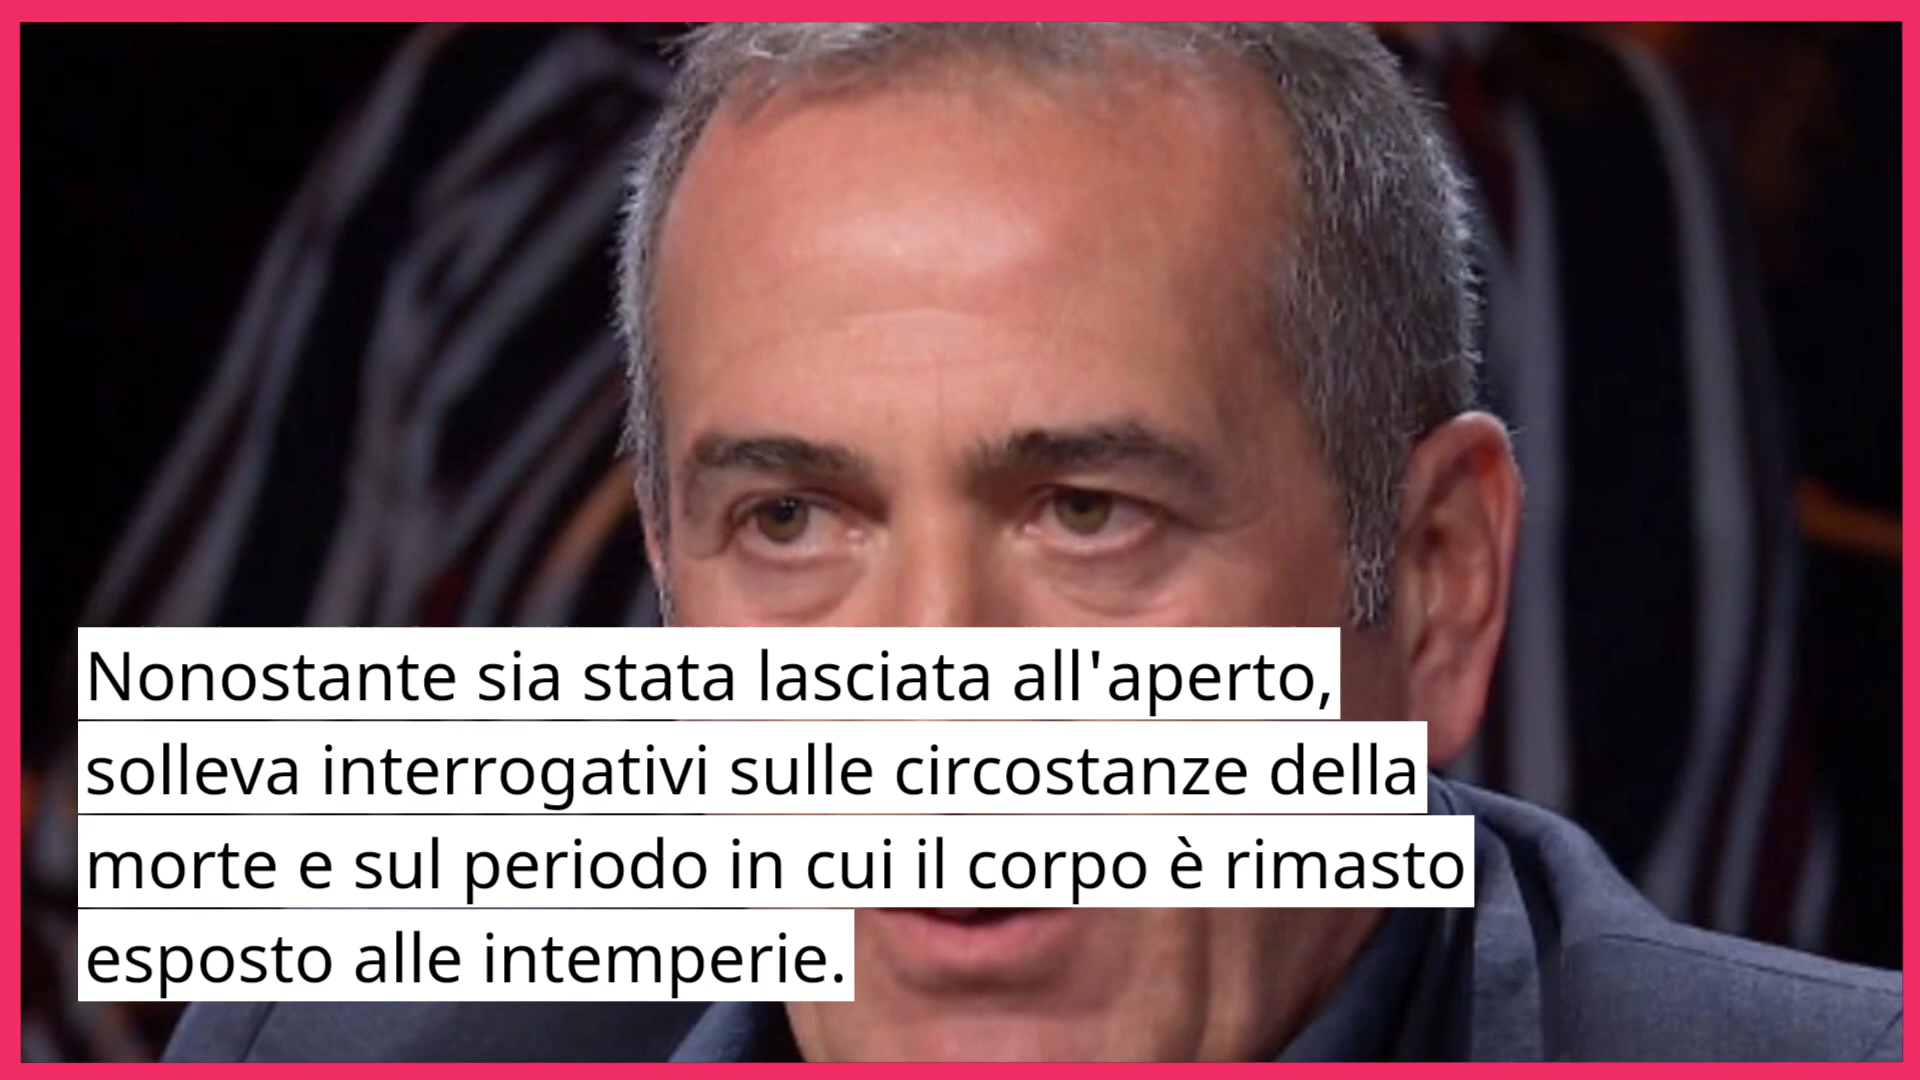 Nonostante sia stata lasciata all'aperto,
solleva interrogativi sulle circostanze della
morte e sul periodo in cui il corpo è rimasto
esposto alle intemperie.